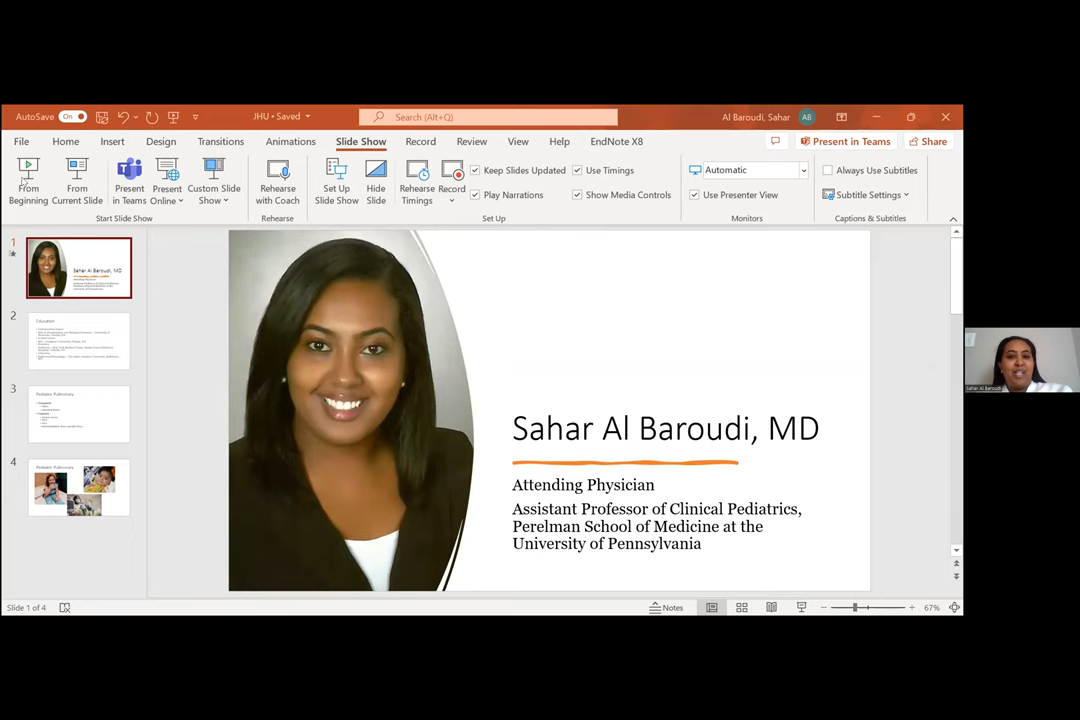 AutoSave On
JHU • Saved
Search (Alt+Q)
Al Baroudi, Sahar AB
File Home Insert Design Transitions Animations Slide Show Record Review View Help EndNote X8 Present in Teams Share
From Beginning
From Current Slide
Present in Teams
Present Online
Custom Slide Show
Rehearse with Coach
Set Up Slide Show
Hide Slide
Rehearse Timings
Record
Keep Slides Updated
Use Timings
Play Narrations
Show Media Controls
Automatic
Use Presenter View
Always Use Subtitles
Subtitle Settings
Start Slide Show
Rehearse
Set Up
Monitors
Captions & Subtitles
1
Sahar Al Baroudi, MD
2
Education
3
Pediatric Pulmonary
4
Pediatric Pulmonary
Sahar Al Baroudi, MD
Attending Physician
Assistant Professor of Clinical Pediatrics,
Perelman School of Medicine at the
University of Pennsylvania
Sahar Al Baroudi
Slide 1 of 4
Notes
67%